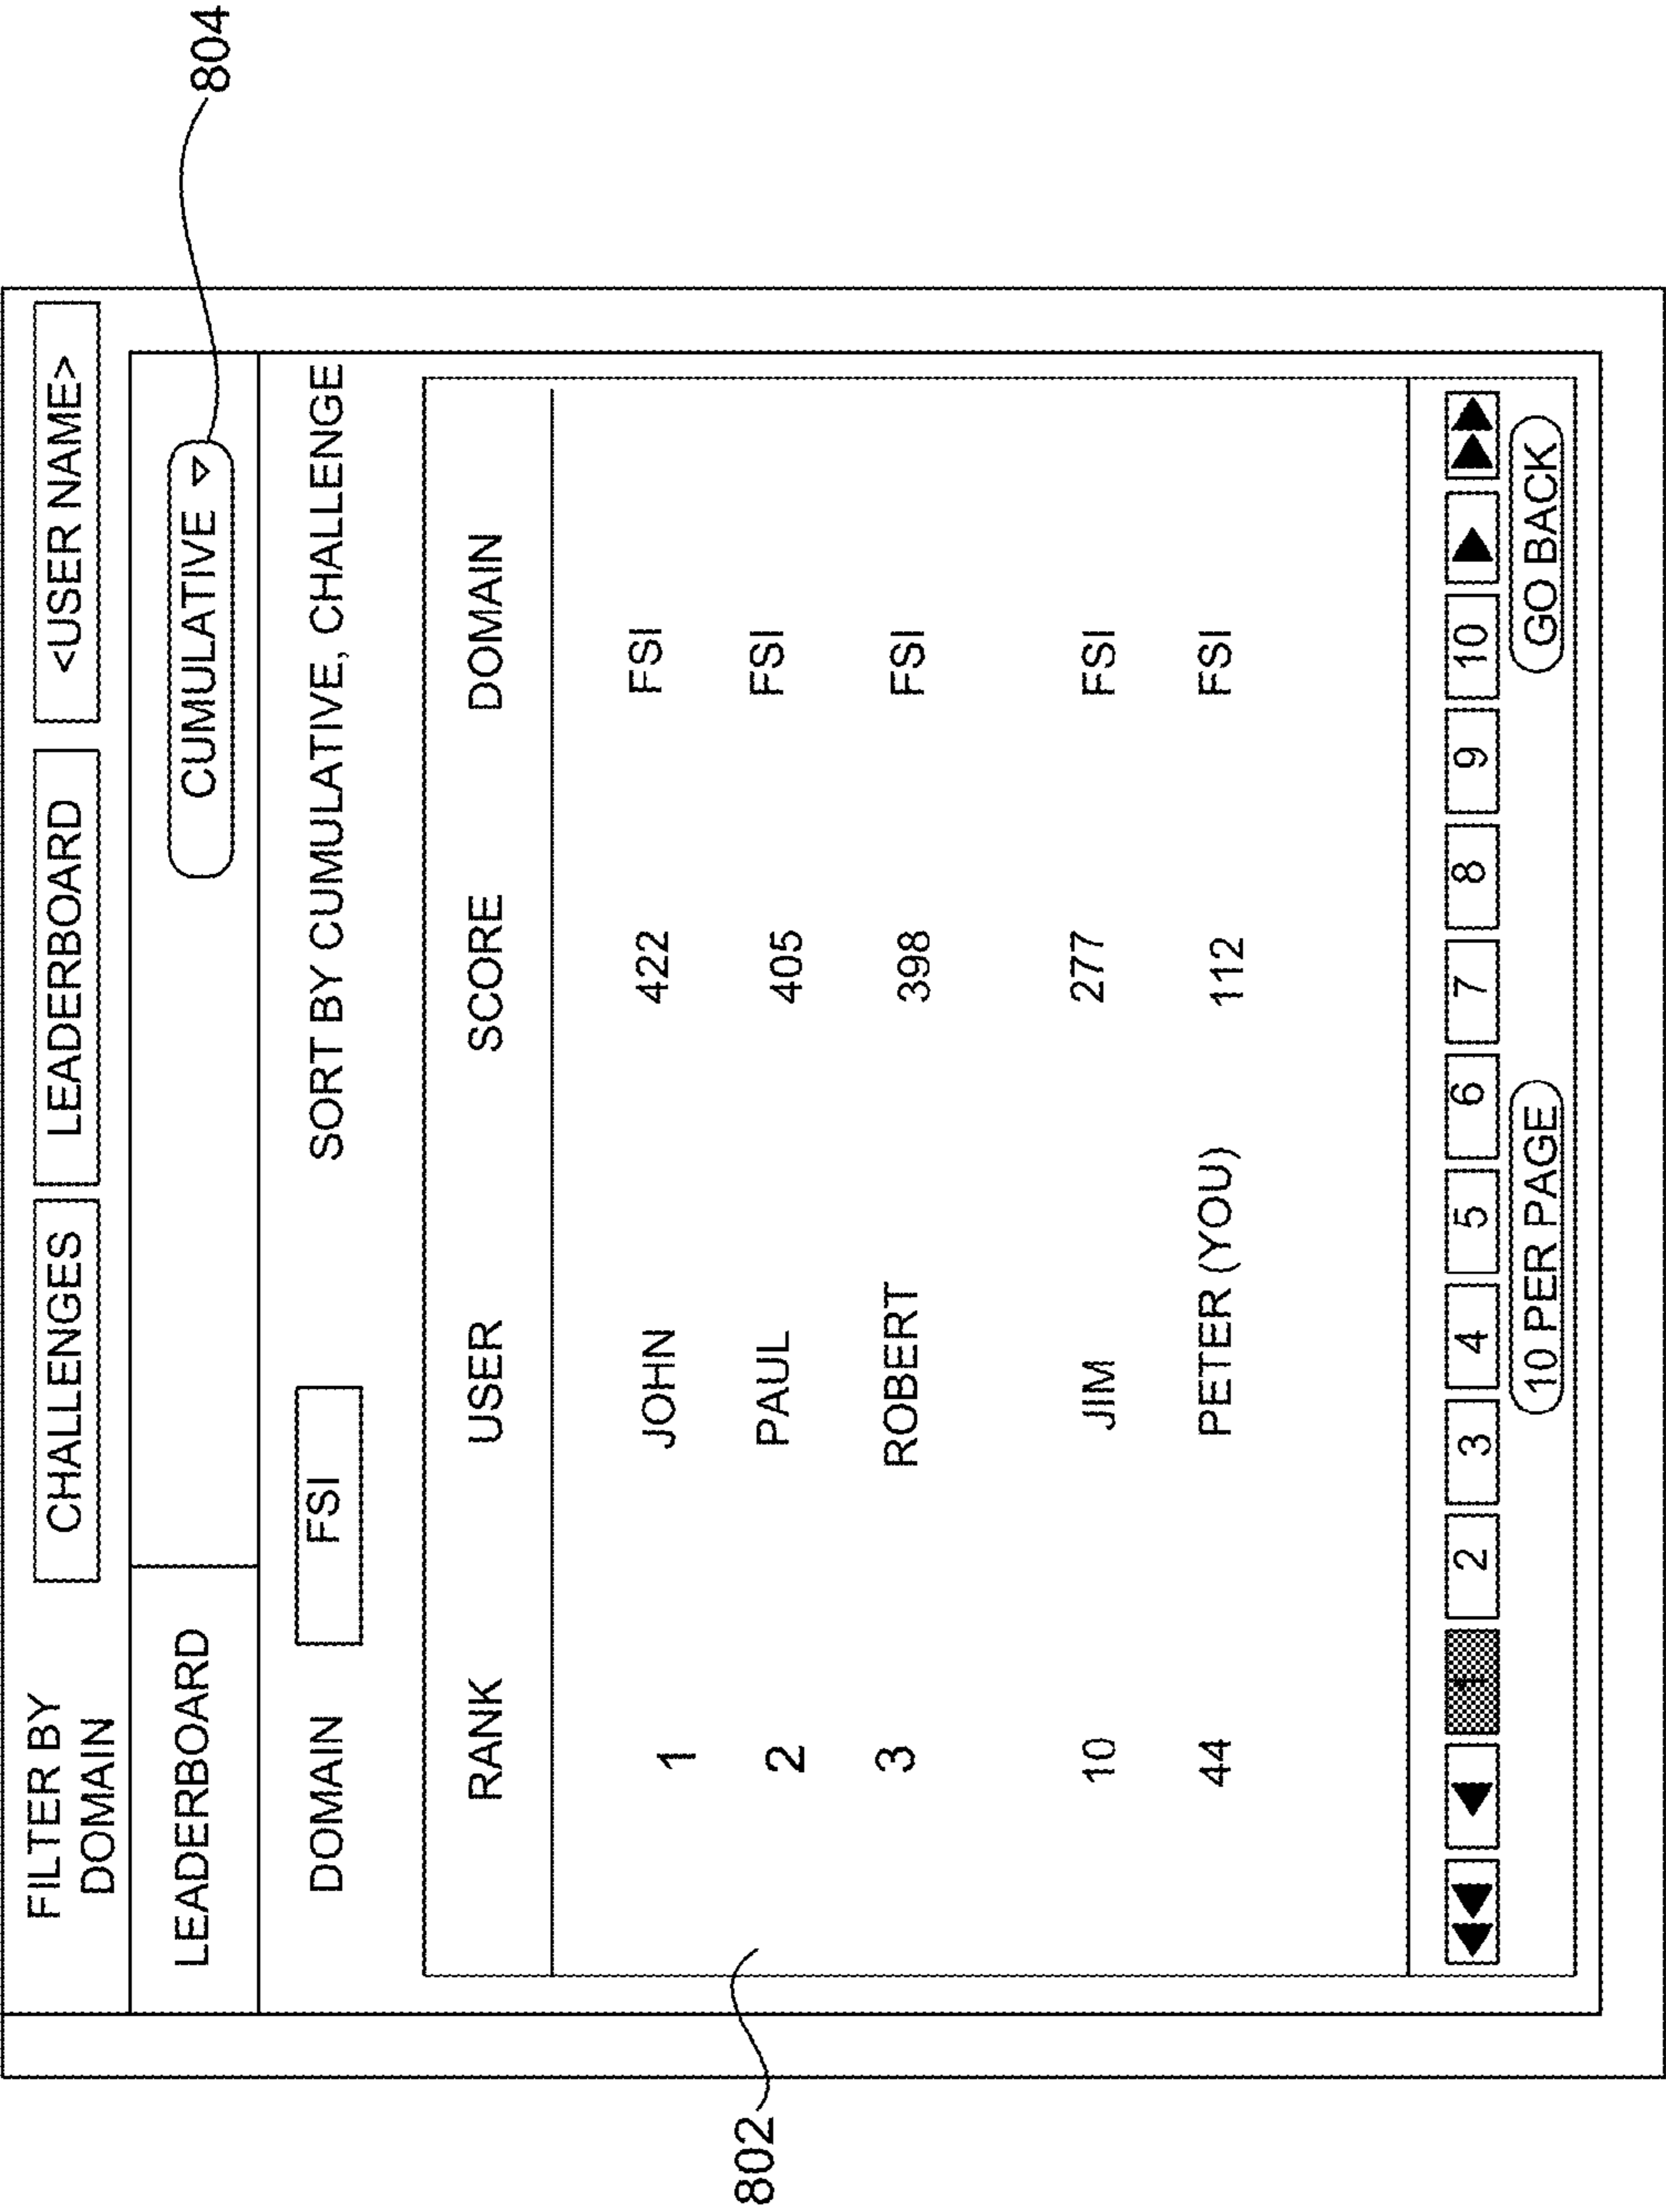 804
FILTER BY
DOMAIN
CHALLENGES LEADERBOARD <USER NAME>
LEADERBOARD CUMULATIVE
DOMAIN FSI SORT BY CUMULATIVE, CHALLENGE
RANK USER SCORE DOMAIN
1 JOHN 422 FSI
2 PAUL 405 FSI
3 ROBERT 398 FSI
10 JIM 277 FSI
44 PETER (YOU) 112 FSI
1 2 3 4 5 6 7 8 9 10
10 PER PAGE GO BACK
802